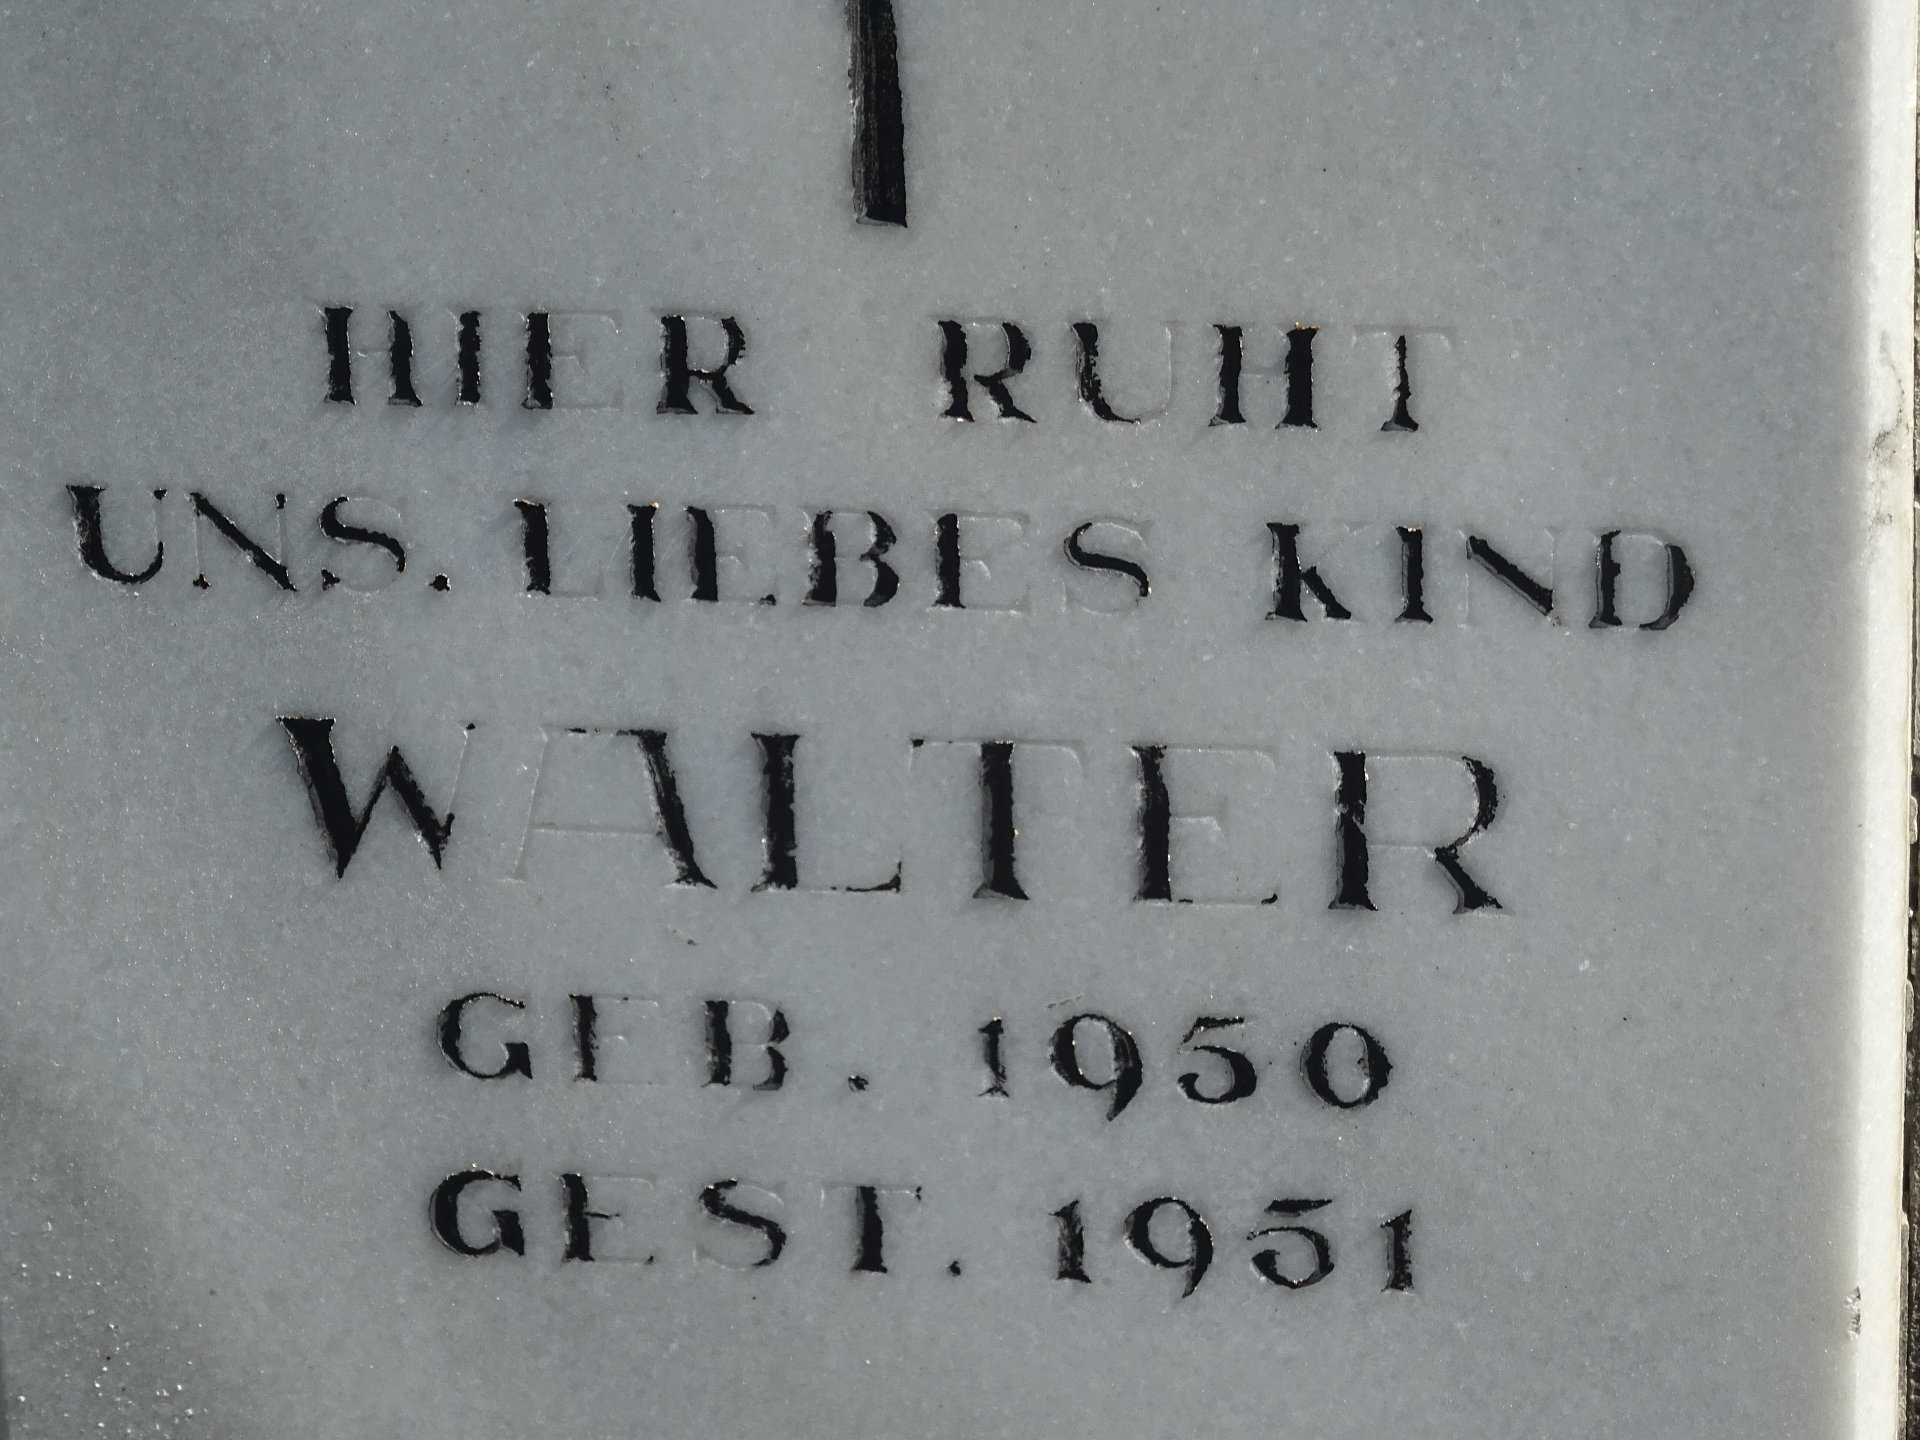 HIER RUHT
UNS. LIEBES KIND
WALTER
GEB. 1950
GEST. 1951